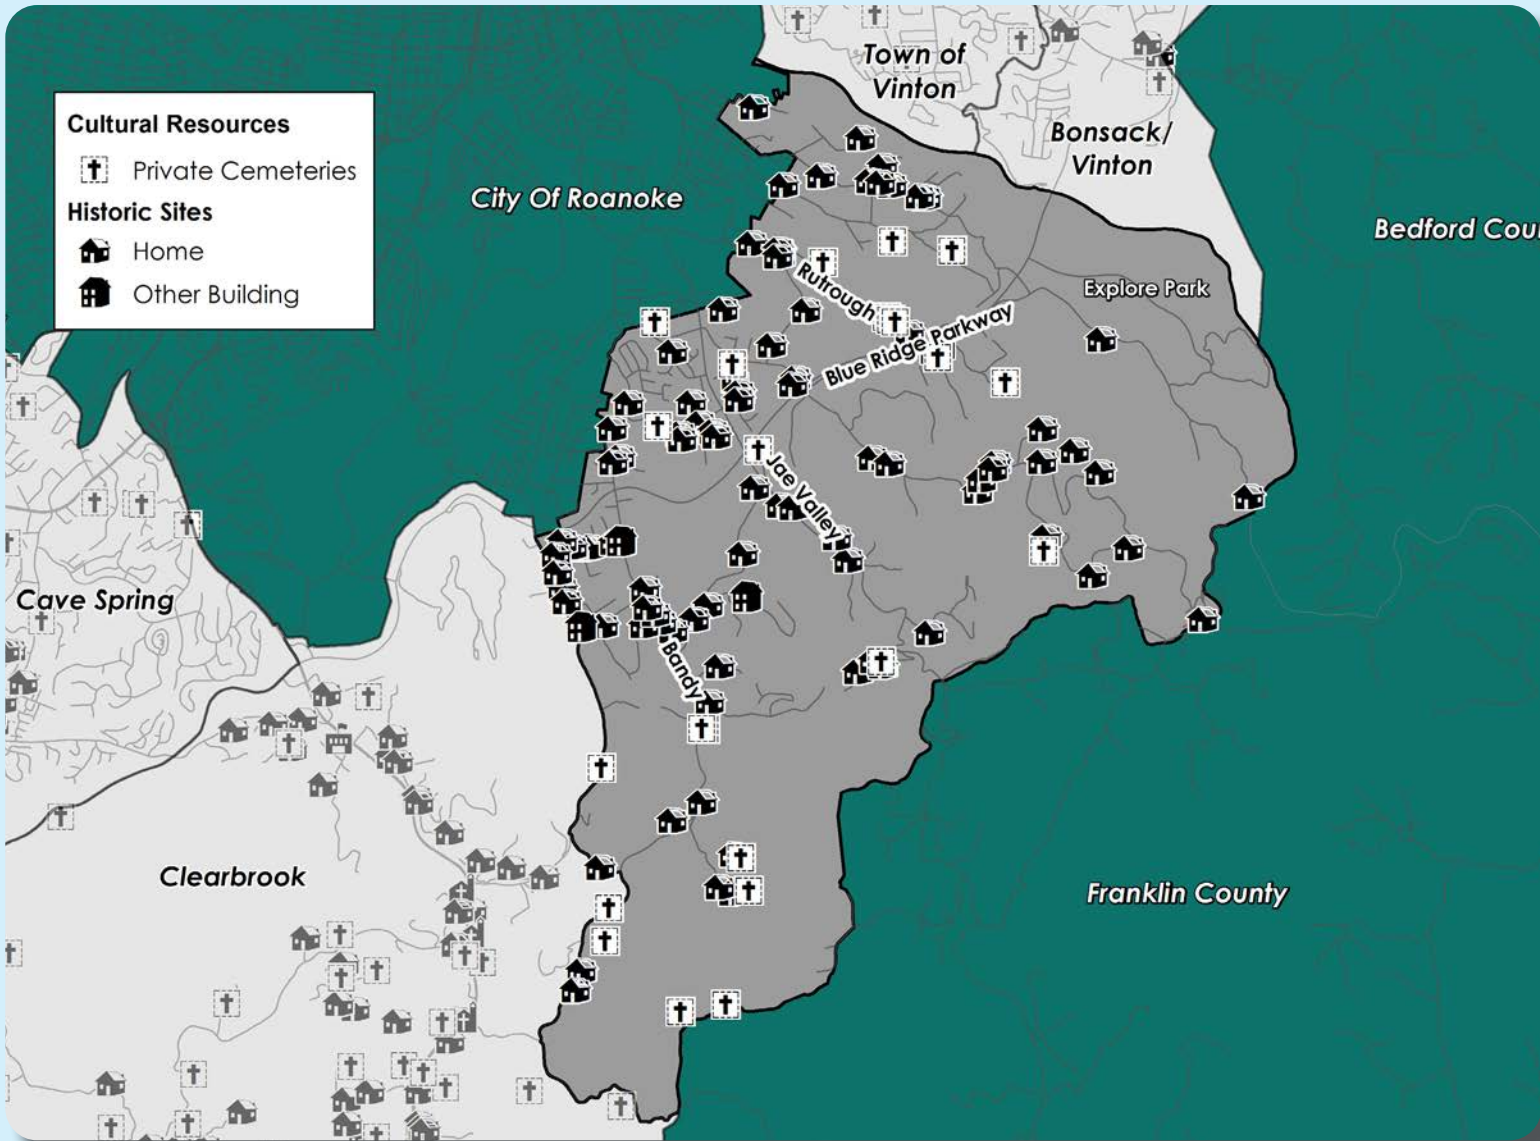 Town of
Vinton
Bonsack/
Vinton
Cultural Resources
Private Cemeteries
Historic Sites
Home
Other Building
City Of Roanoke
Bedford Cou
Rutrough
Explore Park
Blue Ridge Parkway
Jae Valley
Cave Spring
Bandy
Clearbrook
Franklin County